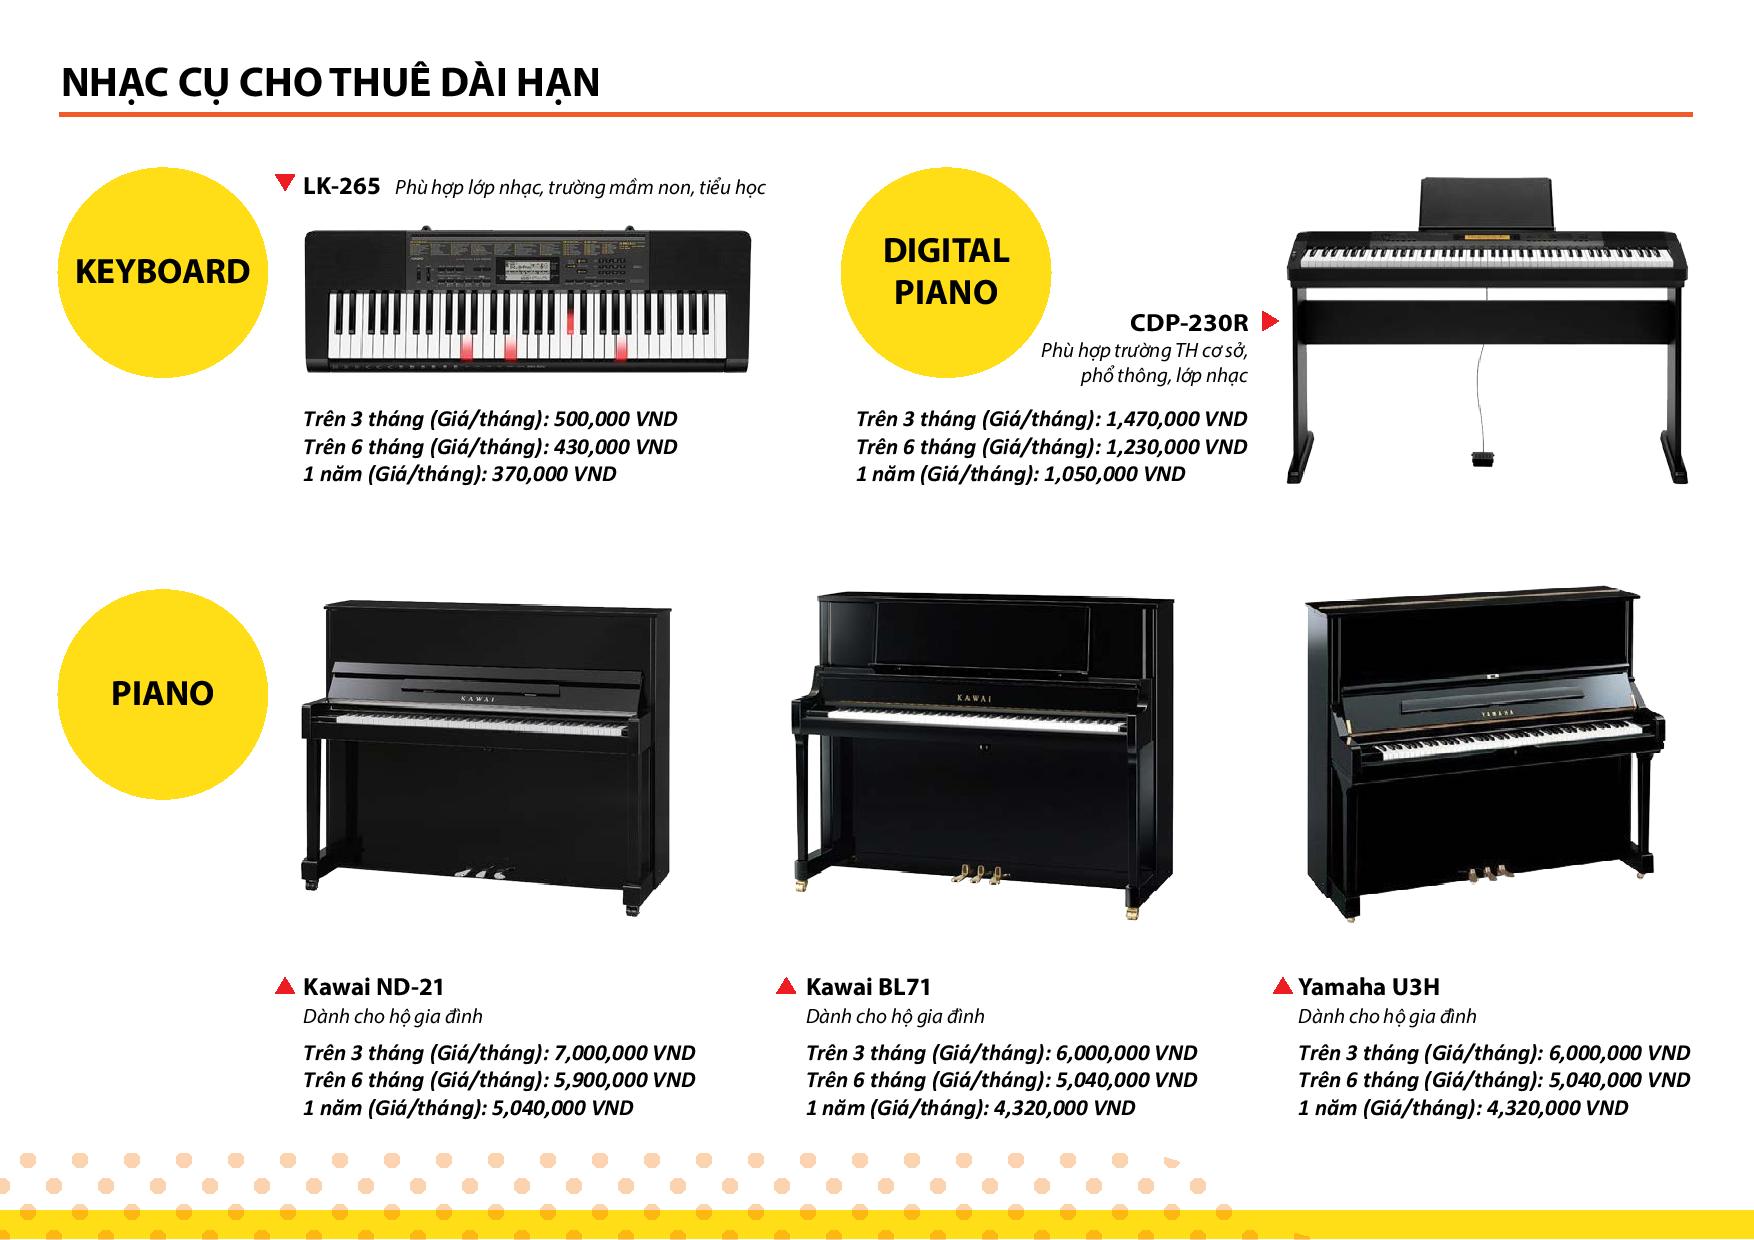 NHẠC CỤ CHO THUÊ DÀI HẠN
KEYBOARD
LK-265 Phù hợp lớp nhạc, trường mầm non, tiểu học
Trên 3 tháng (Giá/tháng): 500,000 VND
Trên 6 tháng (Giá/tháng): 430,000 VND
1 năm (Giá/tháng): 370,000 VND
DIGITAL
PIANO
CDP-230R
Phù hợp trường TH cơ sở,
phổ thông, lớp nhạc
Trên 3 tháng (Giá/tháng): 1,470,000 VND
Trên 6 tháng (Giá/tháng): 1,230,000 VND
1 năm (Giá/tháng): 1,050,000 VND
PIANO
KAWAI
KAWAI
YAMAHA
Kawai ND-21
Dành cho hộ gia đình
Trên 3 tháng (Giá/tháng): 7,000,000 VND
Trên 6 tháng (Giá/tháng): 5,900,000 VND
1 năm (Giá/tháng): 5,040,000 VND
Kawai BL71
Dành cho hộ gia đình
Trên 3 tháng (Giá/tháng): 6,000,000 VND
Trên 6 tháng (Giá/tháng): 5,040,000 VND
1 năm (Giá/tháng): 4,320,000 VND
Yamaha U3H
Dành cho hộ gia đình
Trên 3 tháng (Giá/tháng): 6,000,000 VND
Trên 6 tháng (Giá/tháng): 5,040,000 VND
1 năm (Giá/tháng): 4,320,000 VND